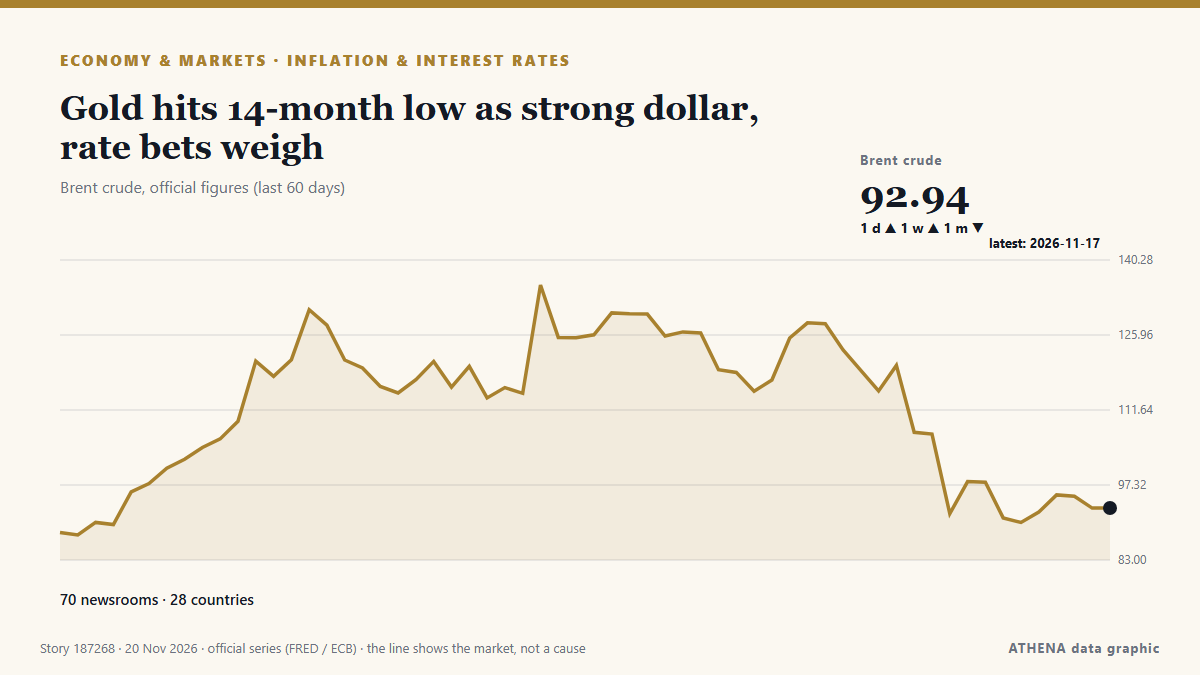 ECONOMY & MARKETS · INFLATION & INTEREST RATES
Gold hits 14-month low as strong dollar,
rate bets weigh
Brent crude, official figures (last 60 days)
Brent crude
92.94
1 d ▲ 1 w ▲ 1 m ▼
latest: 2026-11-17
140.28
125.96
111.64
97.32
83.00
70 newsrooms · 28 countries
Story 187268 · 20 Nov 2026 · official series (FRED / ECB) · the line shows the market, not a cause
ATHENA data graphic